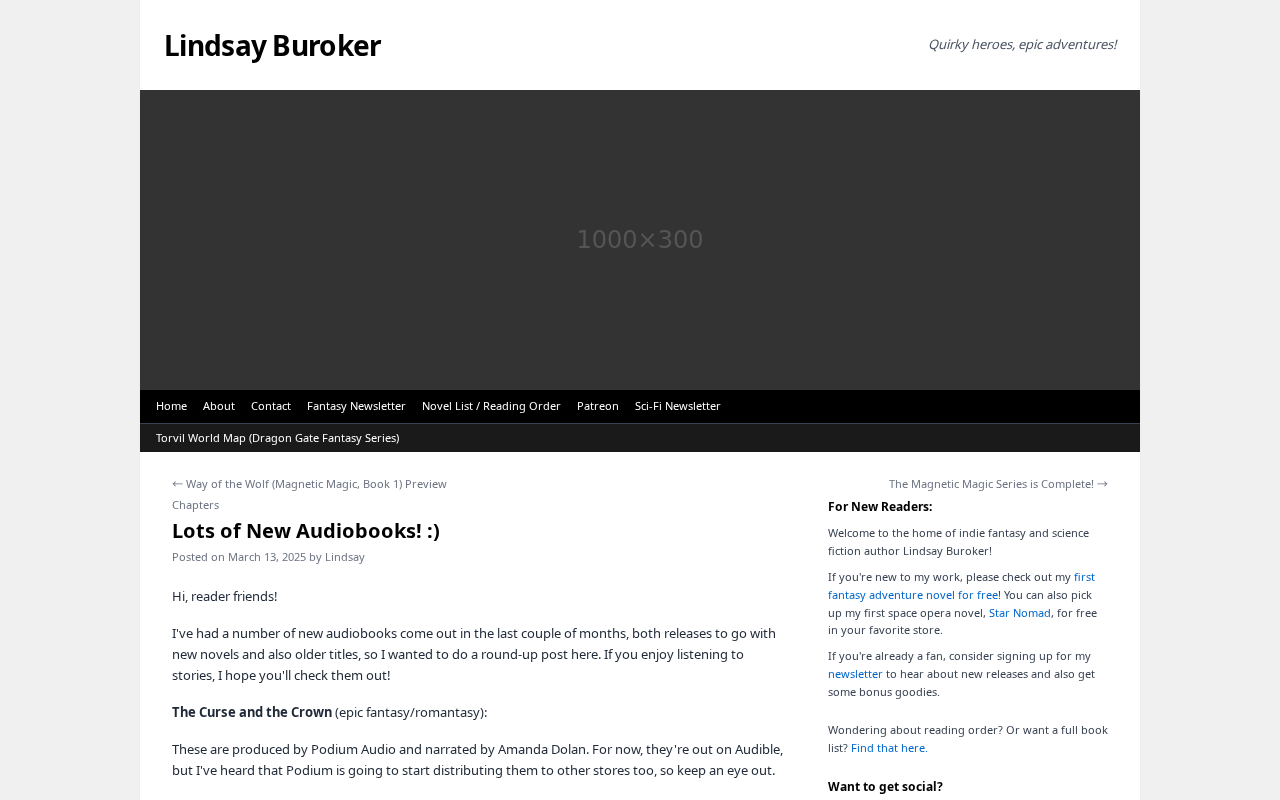 Lindsay Buroker
Quirky heroes, epic adventures!
1000×300
Home About Contact Fantasy Newsletter Novel List / Reading Order Patreon Sci-Fi Newsletter
Torvil World Map (Dragon Gate Fantasy Series)
← Way of the Wolf (Magnetic Magic, Book 1) Preview
Chapters
The Magnetic Magic Series is Complete! →
Lots of New Audiobooks! :)
Posted on March 13, 2025 by Lindsay
Hi, reader friends!
I've had a number of new audiobooks come out in the last couple of months, both releases to go with
new novels and also older titles, so I wanted to do a round-up post here. If you enjoy listening to
stories, I hope you'll check them out!
The Curse and the Crown (epic fantasy/romantasy):
These are produced by Podium Audio and narrated by Amanda Dolan. For now, they're out on Audible,
but I've heard that Podium is going to start distributing them to other stores too, so keep an eye out.
For New Readers:
Welcome to the home of indie fantasy and science
fiction author Lindsay Buroker!
If you're new to my work, please check out my first
fantasy adventure novel for free! You can also pick
up my first space opera novel, Star Nomad, for free
in your favorite store.
If you're already a fan, consider signing up for my
newsletter to hear about new releases and also get
some bonus goodies.
Wondering about reading order? Or want a full book
list? Find that here.
Want to get social?